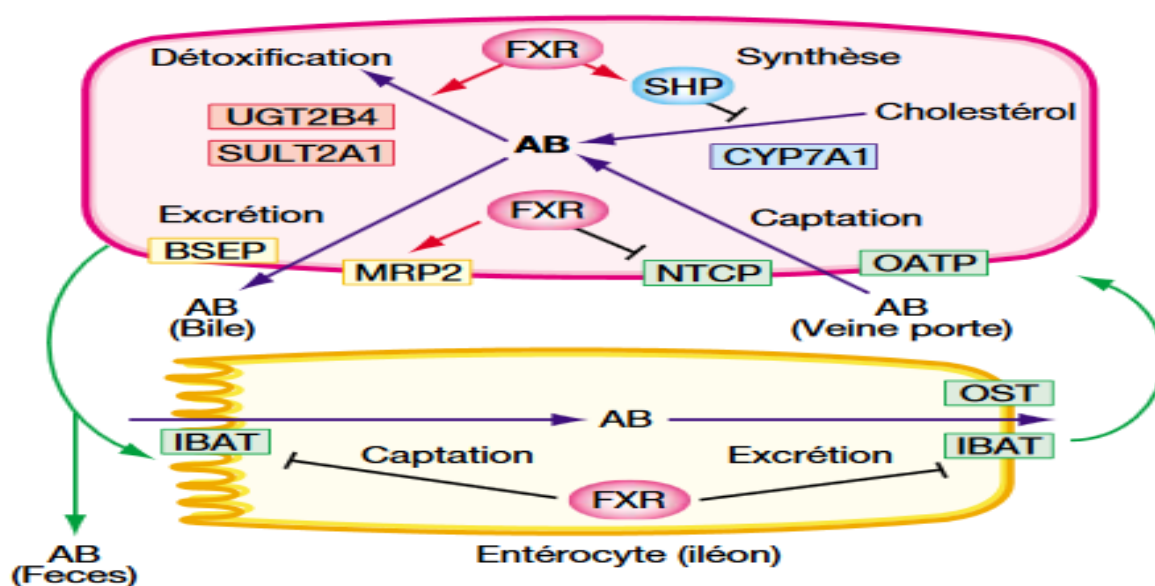 FXR
Détoxification
Synthèse
SHP
UGT2B4
Cholestérol
SULT2A1
AB
CYP7A1
Excrétion
FXR
Captation
BSEP
MRP2
NTCP
OATP
AB
(Bile)
AB
(Veine porte)
OST
AB
IBAT
Captation
Excrétion
IBAT
FXR
Entérocyte (iléon)
AB
(Feces)